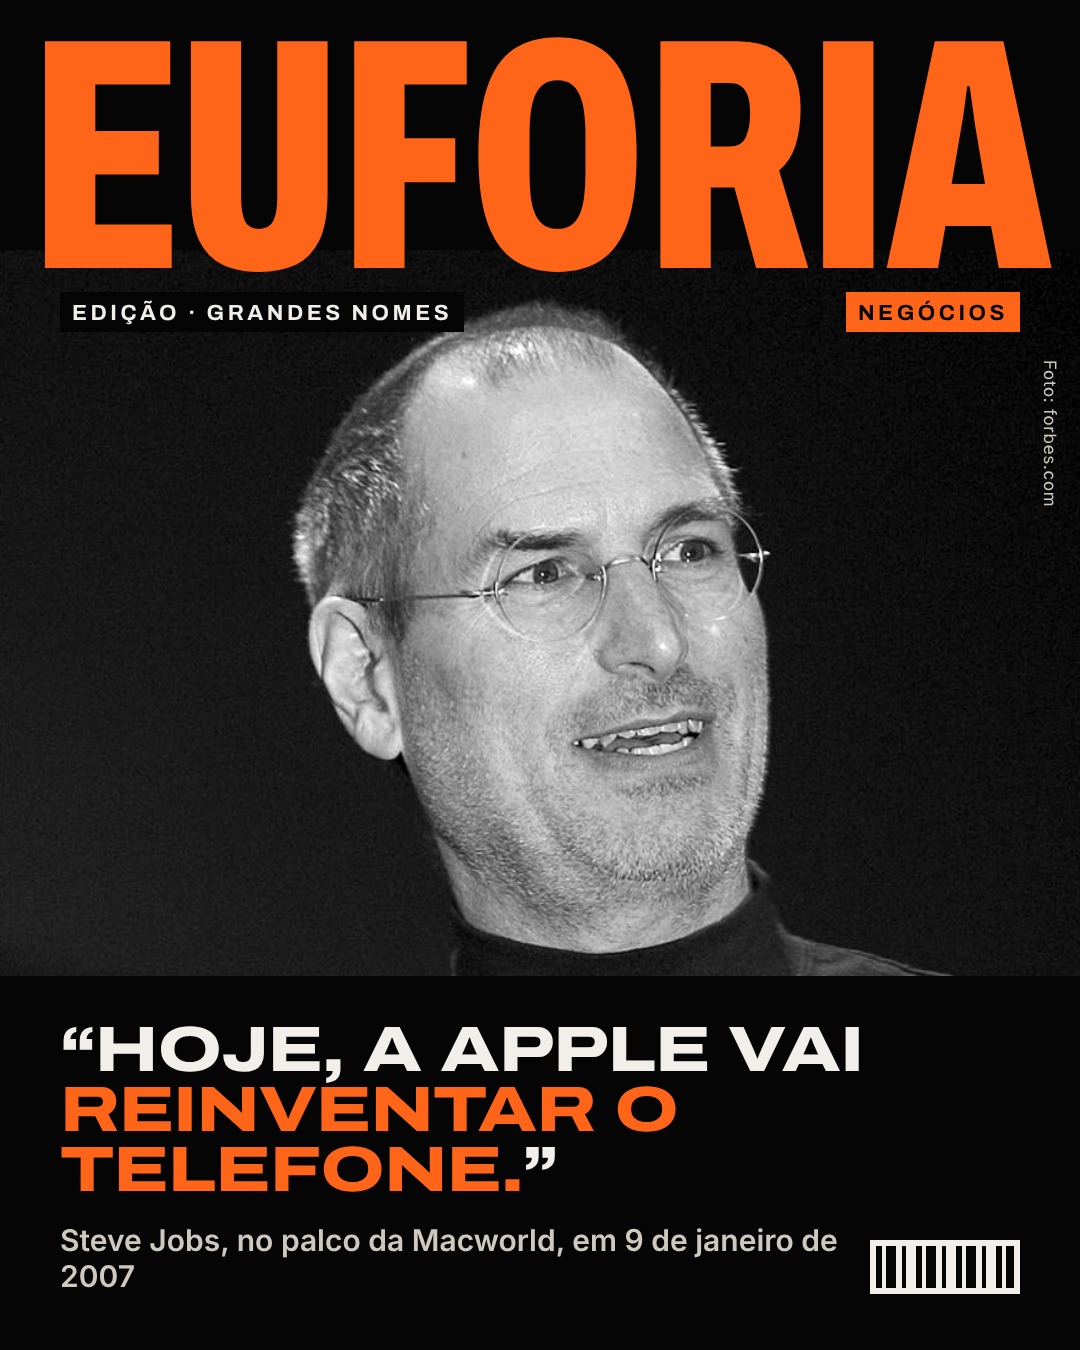 EUFORIA
EDIÇÃO · GRANDES NOMES
NEGÓCIOS
Foto: forbes.com
“HOJE, A APPLE VAI
REINVENTAR O
TELEFONE.”
Steve Jobs, no palco da Macworld, em 9 de janeiro de
2007